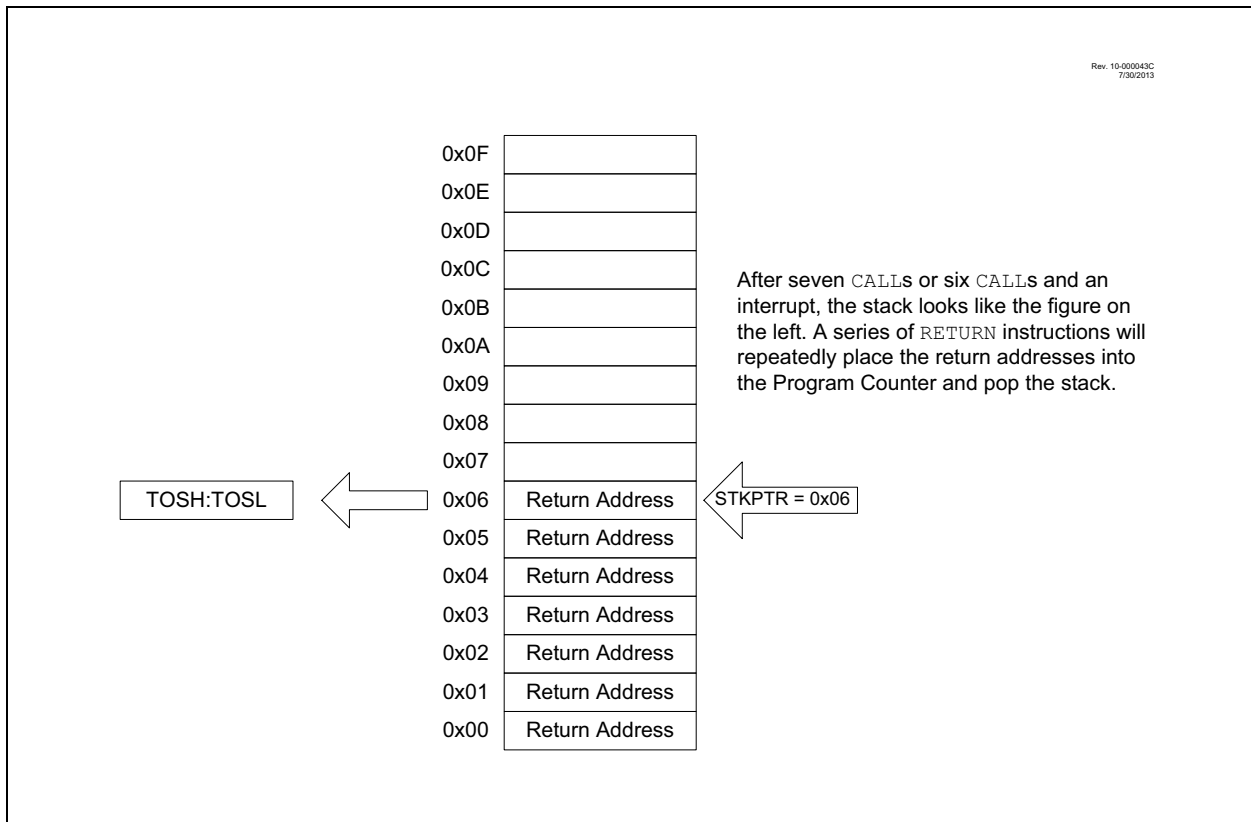 Rev. 10-000043C
7/30/2013
0x0F
0x0E
0x0D
0x0C
0x0B
0x0A
0x09
0x08
0x07
After seven CALLs or six CALLs and an
interrupt, the stack looks like the figure on
the left. A series of RETURN instructions will
repeatedly place the return addresses into
the Program Counter and pop the stack.
TOSH:TOSL
0x06 Return Address
STKPTR = 0x06
0x05 Return Address
0x04 Return Address
0x03 Return Address
0x02 Return Address
0x01 Return Address
0x00 Return Address